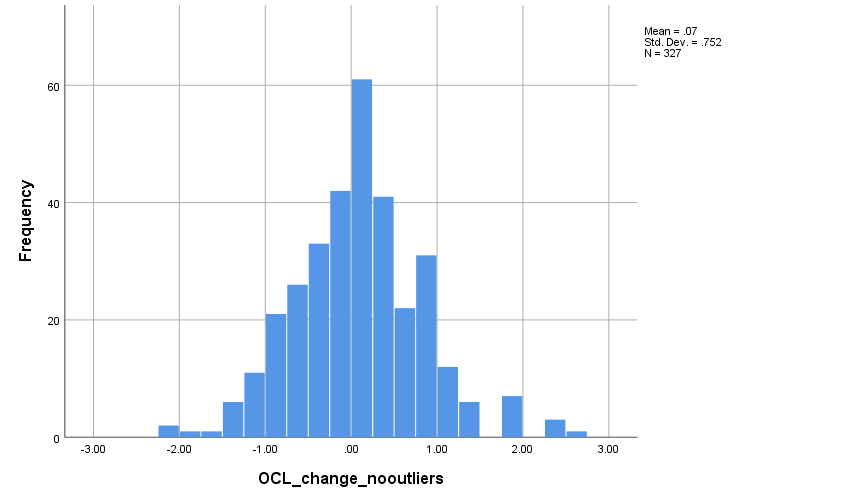 Mean = .07
Std. Dev. = .752
N = 327
60
40
20
0
Frequency
-3.00 -2.00 -1.00 .00 1.00 2.00 3.00
OCL_change_nooutliers